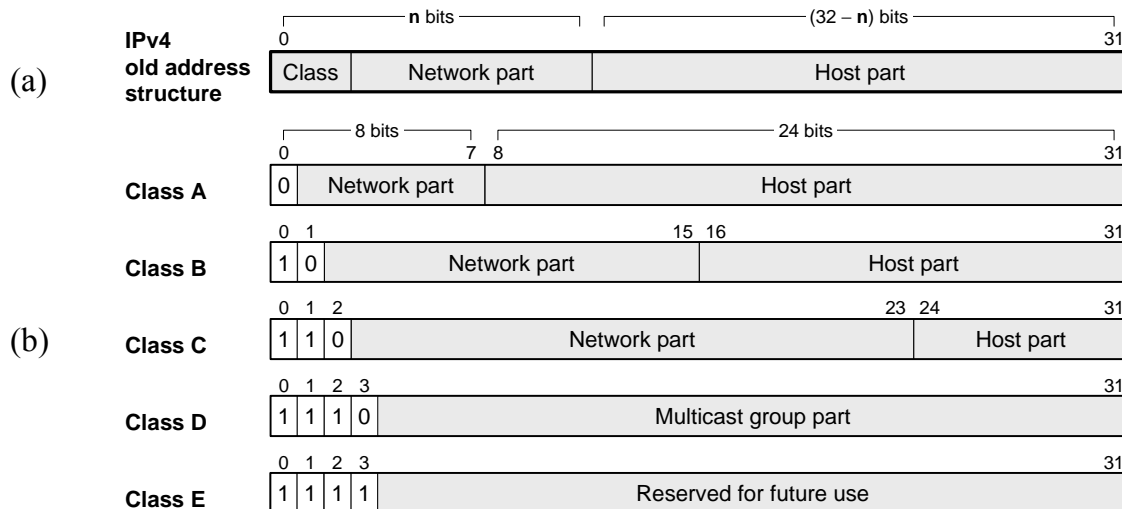 n bits (32 – n) bits
IPv4 old address structure
0 31
(a)
Class Network part Host part
8 bits 24 bits
0 7 8 31
Class A 0 Network part Host part
0 1 15 16 31
Class B 1 0 Network part Host part
0 1 2 23 24 31
(b)
Class C 1 1 0 Network part Host part
0 1 2 3 31
Class D 1 1 1 0 Multicast group part
0 1 2 3 31
Class E 1 1 1 1 Reserved for future use